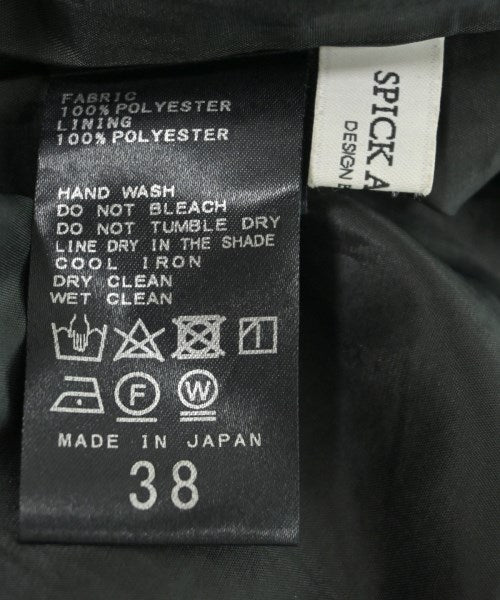 FABRIC
100% POLYESTER
LINING
100% POLYESTER
HAND WASH
DO NOT BLEACH
DO NOT TUMBLE DRY
LINE DRY IN THE SHADE
COOL IRON
DRY CLEAN
WET CLEAN
F
W
MADE IN JAPAN
38
SPICK A
DESIGN